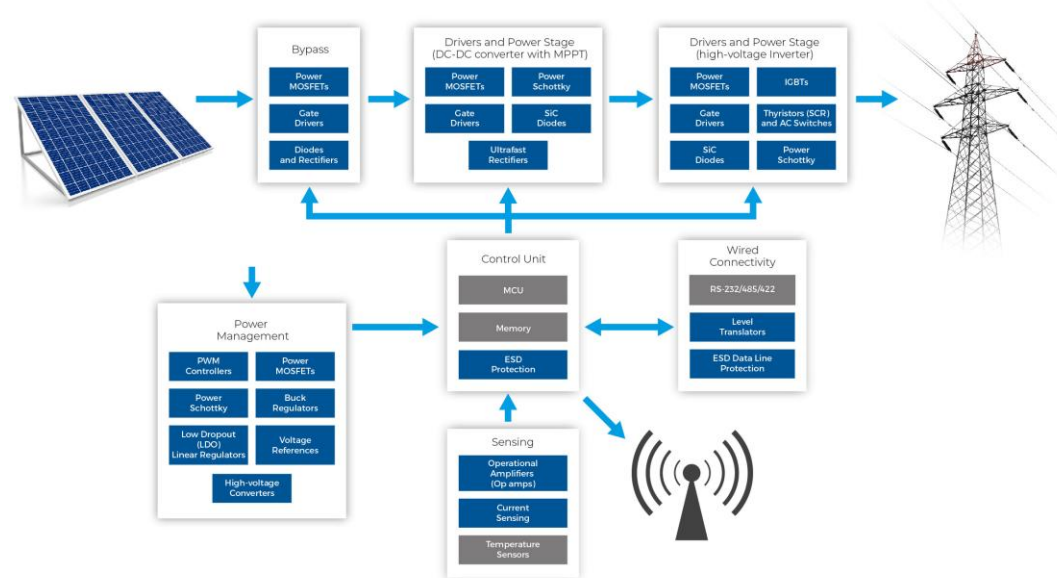 Bypass
Power
MOSFETs
Gate
Drivers
Diodes
and Rectifiers
Drivers and Power Stage
(DC-DC converter with MPPT)
Power
MOSFETs
Power
Schottky
Gate
Drivers
SiC
Diodes
Ultrafast
Rectifiers
Drivers and Power Stage
(high-voltage Inverter)
Power
MOSFETs
IGBTs
Gate
Drivers
Thyristors (SCR)
and AC Switches
SiC
Diodes
Power
Schottky
Control Unit
MCU
Memory
ESD
Protection
Wired
Connectivity
RS-232/485/422
Level
Translators
ESD Data Line
Protection
Power
Management
PWM
Controllers
Power
MOSFETs
Power
Schottky
Buck
Regulators
Low Dropout
(LDO)
Linear Regulators
Voltage
References
High-voltage
Converters
Sensing
Operational
Amplifiers
(Op amps)
Current
Sensing
Temperature
Sensors